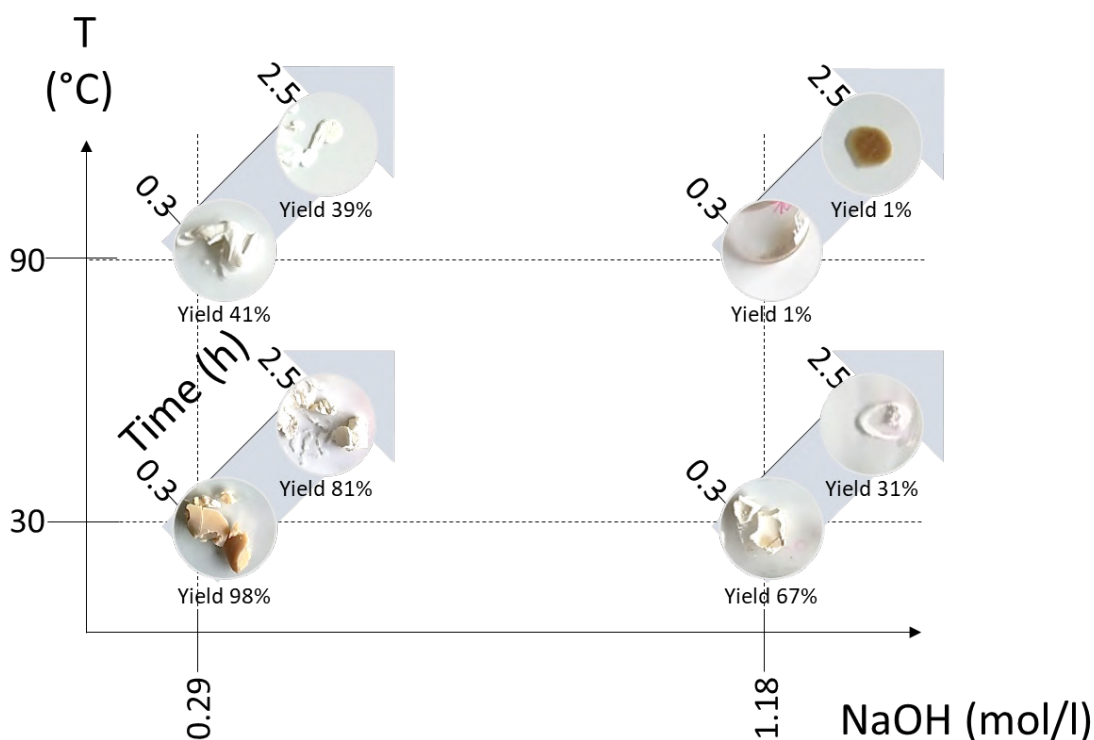 T
(°C)
2.5
2.5
0.3
0.3
Yield 39%
Yield 1%
90
Yield 41%
Yield 1%
Time (h)
2.5
2.5
0.3
0.3
Yield 81%
Yield 31%
30
Yield 98%
Yield 67%
0.29
1.18
NaOH (mol/l)